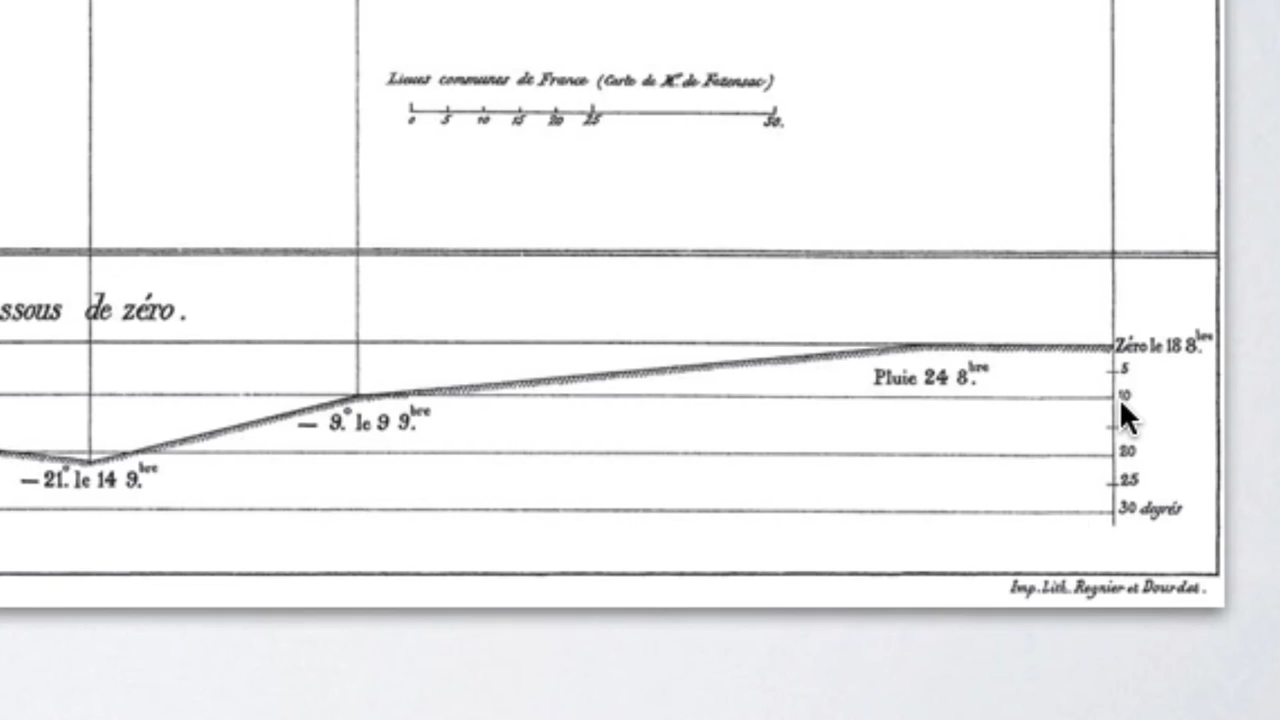 Lieues communes de France (Carte de M.r de Fezensac)
0 5 10 15 20 25 50.
ssous de zéro.
Zéro le 18 8.bre
5
Pluie 24 8.bre
10
— 9.° le 9 9.bre
20
— 21.° le 14 9.bre
25
30 degrés
Imp. Lith. Regnier et Dourdet.